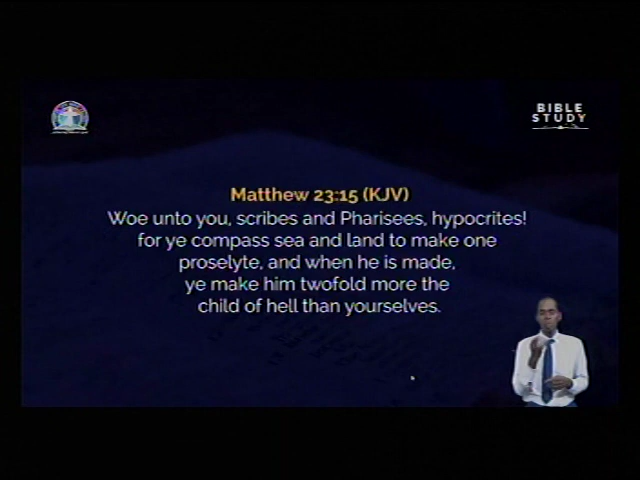 BIBLE
STUDY
Matthew 23:15 (KJV)
Woe unto you, scribes and Pharisees, hypocrites!
for ye compass sea and land to make one
proselyte, and when he is made,
ye make him twofold more the
child of hell than yourselves.